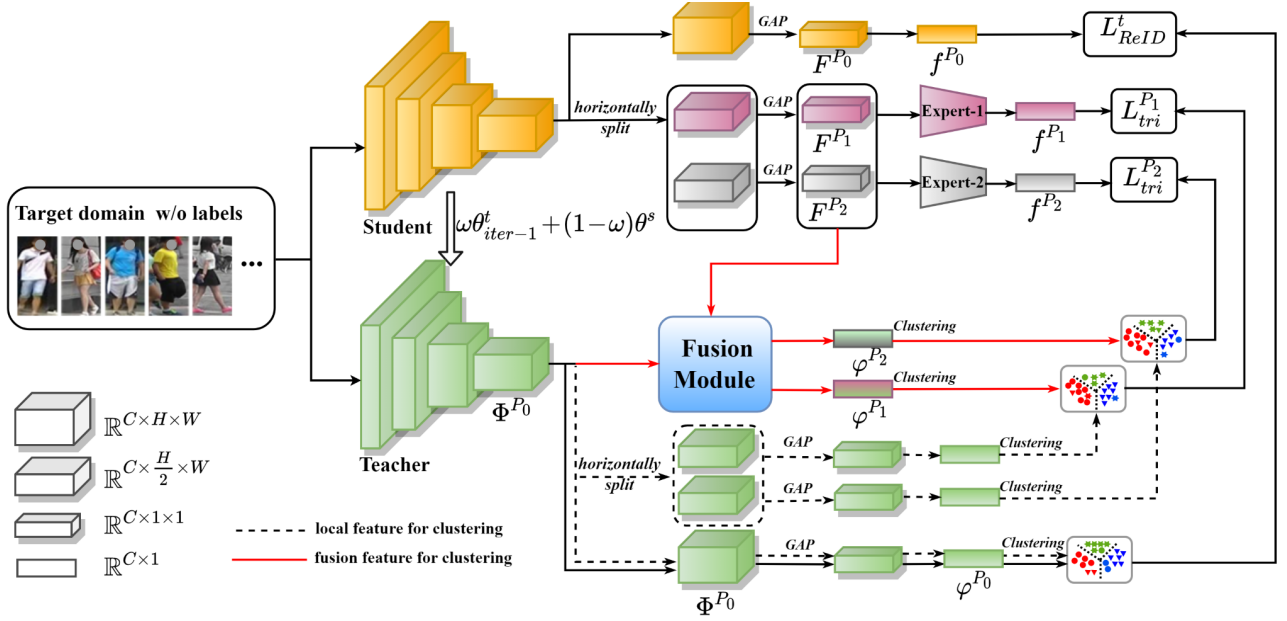 GAP
F^{P_0}
f^{P_0}
L^t_{ReID}
horizontally
split
GAP
F^{P_1}
Expert-1
f^{P_1}
L^{P_1}_{tri}
GAP
F^{P_2}
Expert-2
f^{P_2}
L^{P_2}_{tri}
Target domain w/o labels
...
Student
ωθ^t_{iter-1}+(1-ω)θ^s
Teacher
Φ^{P_0}
Fusion
Module
φ^{P_2}
Clustering
φ^{P_1}
Clustering
horizontally
split
GAP
Clustering
GAP
Clustering
Φ^{P_0}
GAP
φ^{P_0}
Clustering
ℝ^{C×H×W}
ℝ^{C×\frac{H}{2}×W}
ℝ^{C×1×1}
ℝ^{C×1}
local feature for clustering
fusion feature for clustering